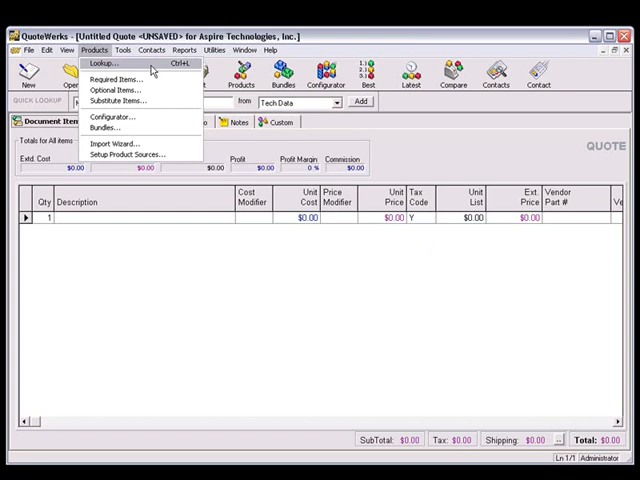 QuoteWerks - [Untitled Quote <UNSAVED> for Aspire Technologies, Inc.]
File Edit View Products Tools Contacts Reports Utilities Window Help
Lookup... Ctrl+L
Required Items...
Optional Items...
Substitute Items...
Configurator...
Bundles...
Import Wizard...
Setup Product Sources...
New Products Required Configurator Best Latest Compare Contacts Contact
QUICK LOOKUP from Tech Data Add
Document Notes Custom
Totals for All items
QUOTE
Extd. Cost Profit Profit Margin Commission
$0.00 $0.00 $0.00 $0.00 0 % $0.00
Qty Description Cost Modifier Unit Cost Price Modifier Unit Price Tax Code Unit List Ext. Price Vendor Part #
1 $0.00 $0.00 Y $0.00 $0.00
SubTotal: $0.00 Tax: $0.00 Shipping: $0.00 ... Total: $0.00
Ln 1/1 Administrator